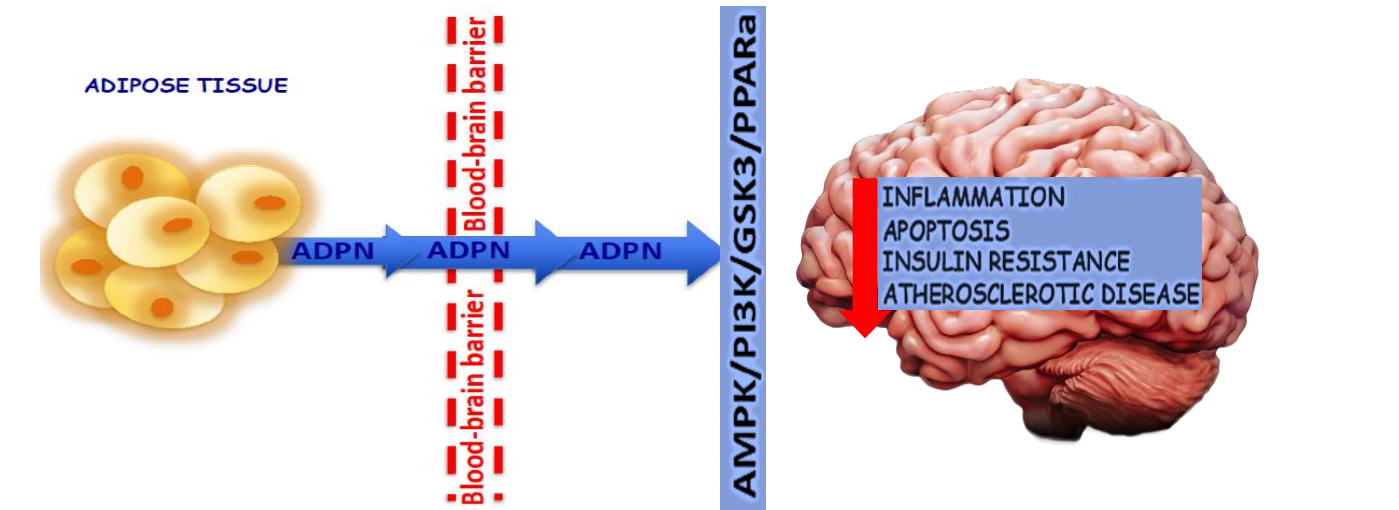 ADIPOSE TISSUE
Blood-brain barrier
Blood-brain barrier
ADPN
ADPN
ADPN
AMPK/PI3K/GSK3/PPARa
INFLAMMATION
APOPTOSIS
INSULIN RESISTANCE
ATHEROSCLEROTIC DISEASE